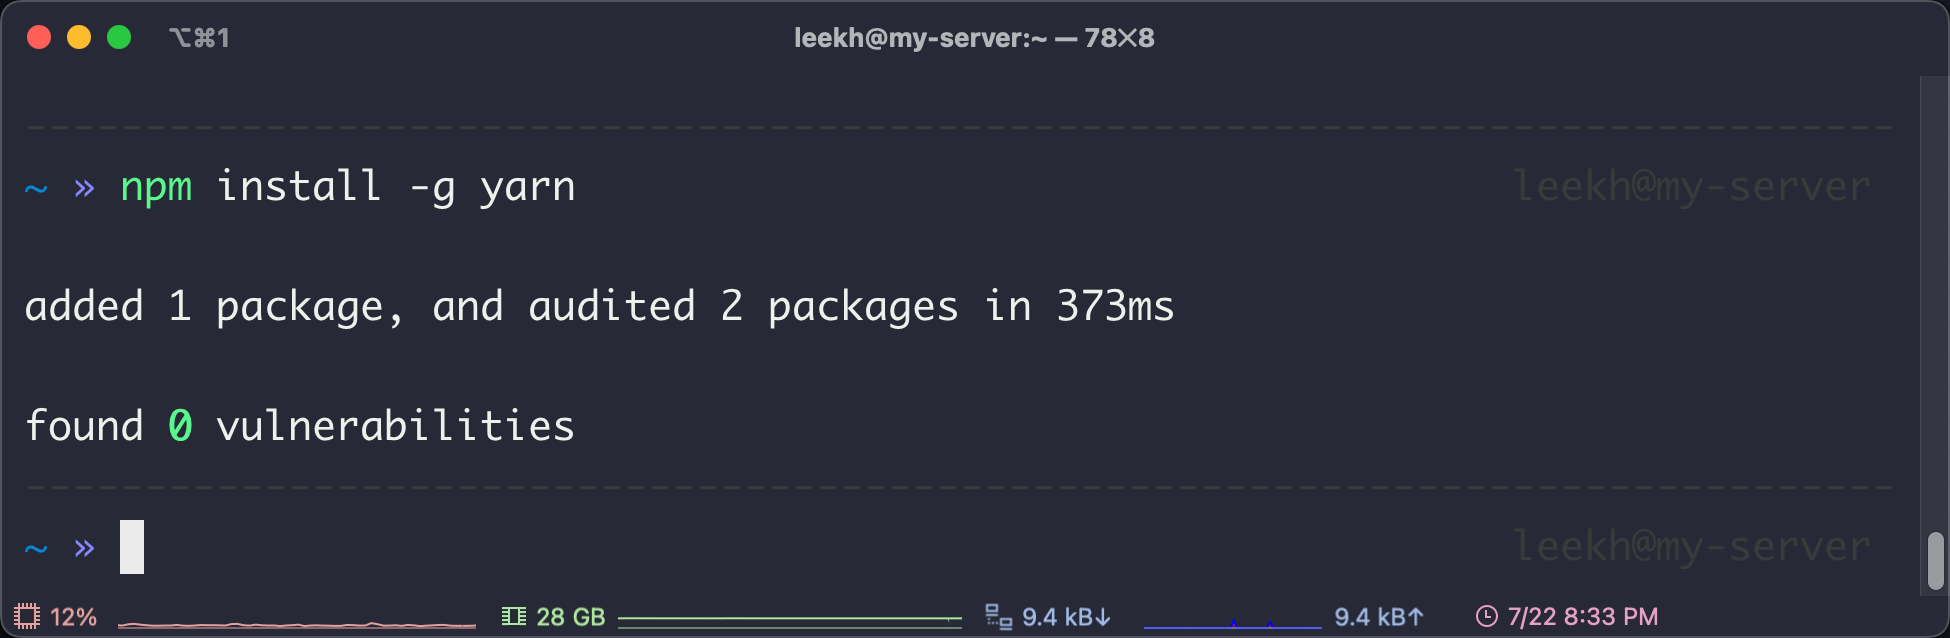 ⌥⌘1 leekh@my-server:~ — 78×8
~ » npm install -g yarn leekh@my-server
added 1 package, and audited 2 packages in 373ms
found 0 vulnerabilities
~ » leekh@my-server
12% 28 GB 9.4 kB↓ 9.4 kB↑ 7/22 8:33 PM